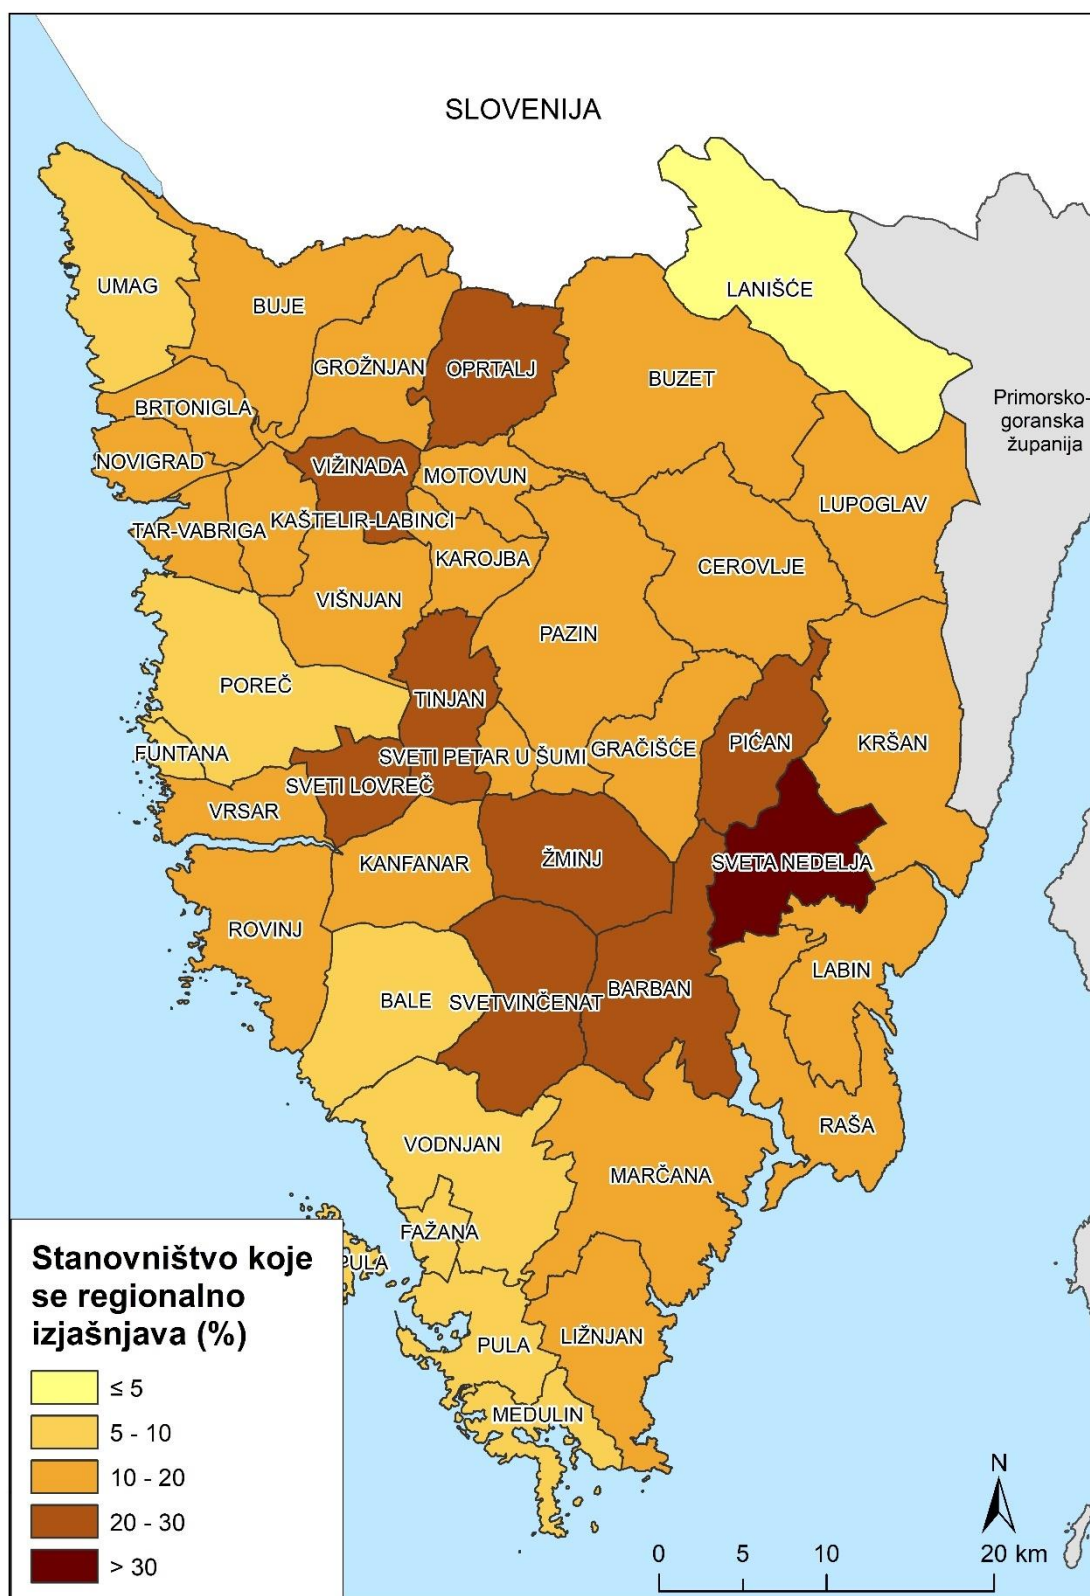 SLOVENIJA
LANIŠĆE
UMAG
BUJE
GROŽNJAN
OPRTALJ
BUZET
BRTONIGLA
Primorsko-
goranska
županija
NOVIGRAD
VIŽINADA
MOTOVUN
LUPOGLAV
TAR-VABRIGA
KAŠTELIR-LABINCI
KAROJBA
CEROVLJE
VIŠNJAN
PAZIN
POREČ
TINJAN
FUNTANA
SVETI PETAR U ŠUMI
GRAČIŠĆE
PIĆAN
KRŠAN
SVETI LOVREČ
VRSAR
KANFANAR
ŽMINJ
SVETA NEDELJA
ROVINJ
LABIN
BALE
SVETVINČENAT
BARBAN
RAŠA
VODNJAN
MARČANA
FAŽANA
PULA
LIŽNJAN
PULA
MEDULIN
Stanovništvo koje
se regionalno
izjašnjava (%)
≤ 5
5 - 10
10 - 20
20 - 30
> 30
N
0 5 10 20 km